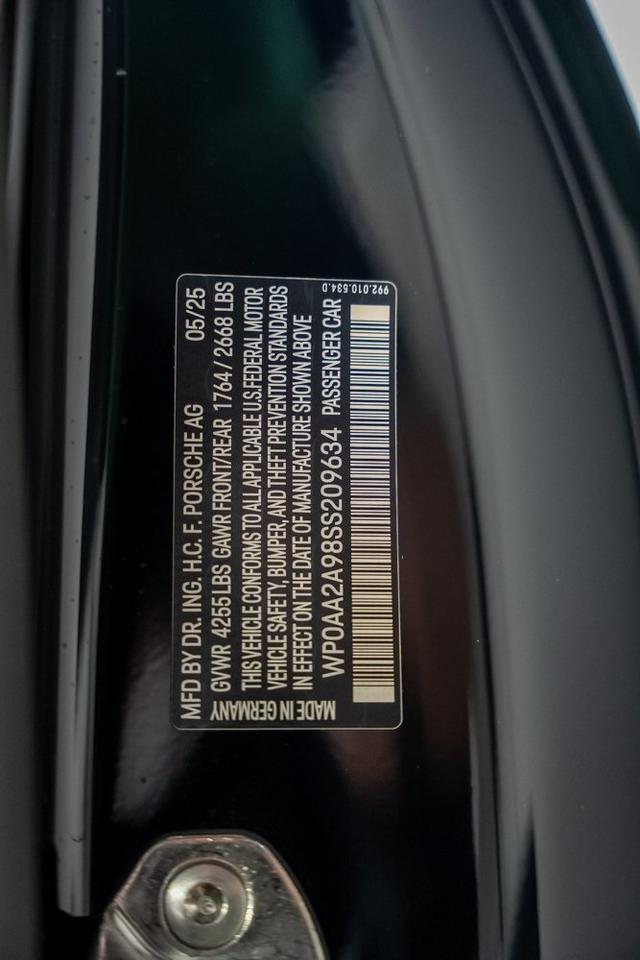 MFD BY DR. ING. H.C. F. PORSCHE AG 05/25
GVWR 4255 LBS GAWR FRONT/REAR 1764 / 2668 LBS
THIS VEHICLE CONFORMS TO ALL APPLICABLE U.S. FEDERAL MOTOR
VEHICLE SAFETY, BUMPER, AND THEFT PREVENTION STANDARDS
IN EFFECT ON THE DATE OF MANUFACTURE SHOWN ABOVE
WP0AA2A98SS209634 PASSENGER CAR
MADE IN GERMANY
992.010.534.D